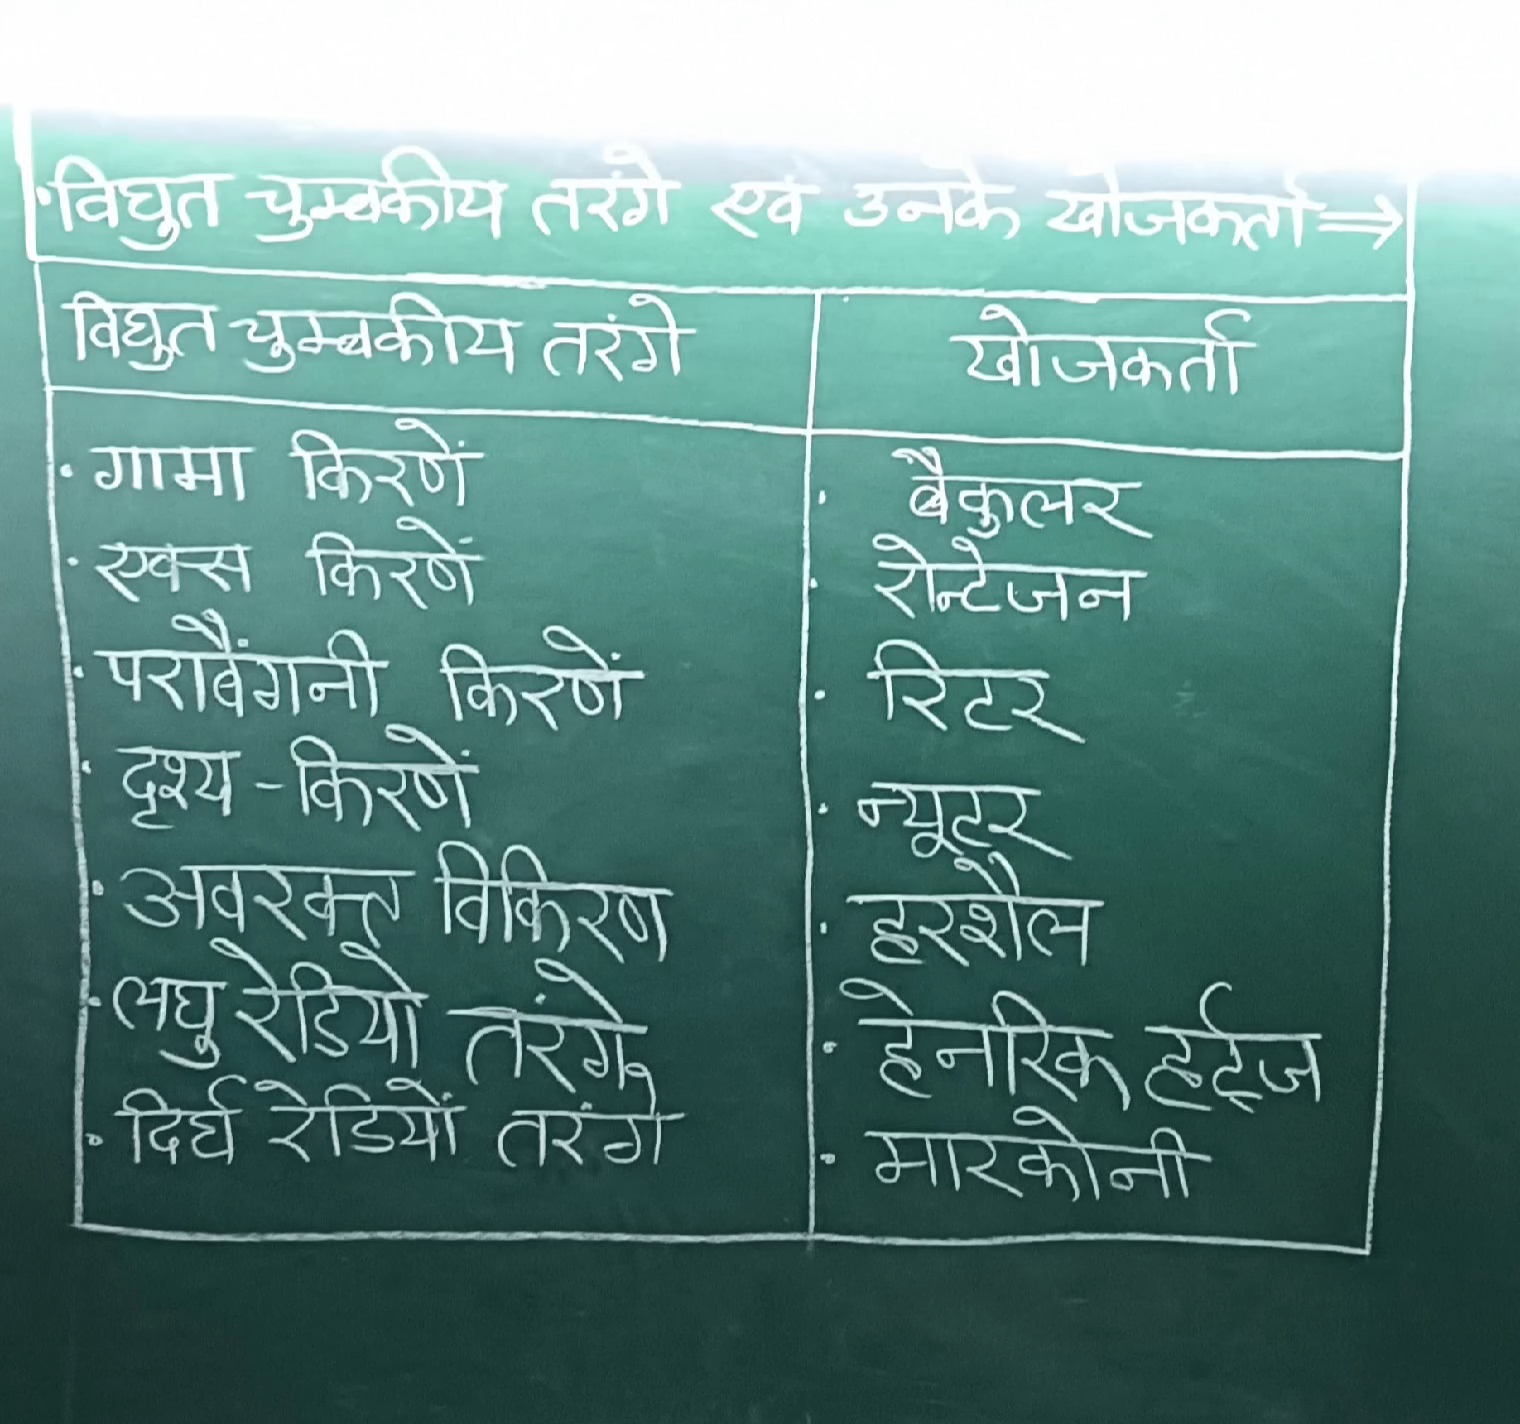 ·विद्युत चुम्बकीय तरंगे एवं उनके खोजकर्ता⇒
विद्युत चुम्बकीय तरंगे खोजकर्ता
· गामा किरणें · बैकुलर
· एक्स किरणें · रोन्टेजन
· पराबैंगनी किरणें · रिटर
· दृश्य - किरणें · न्यूटर
· अवरक्त विकिरण · हरशैल
· लघु रेडियो तरंगे · हेनरिक हर्ट्ज
· दिर्घ रेडियों तरंगे · मारकोनी